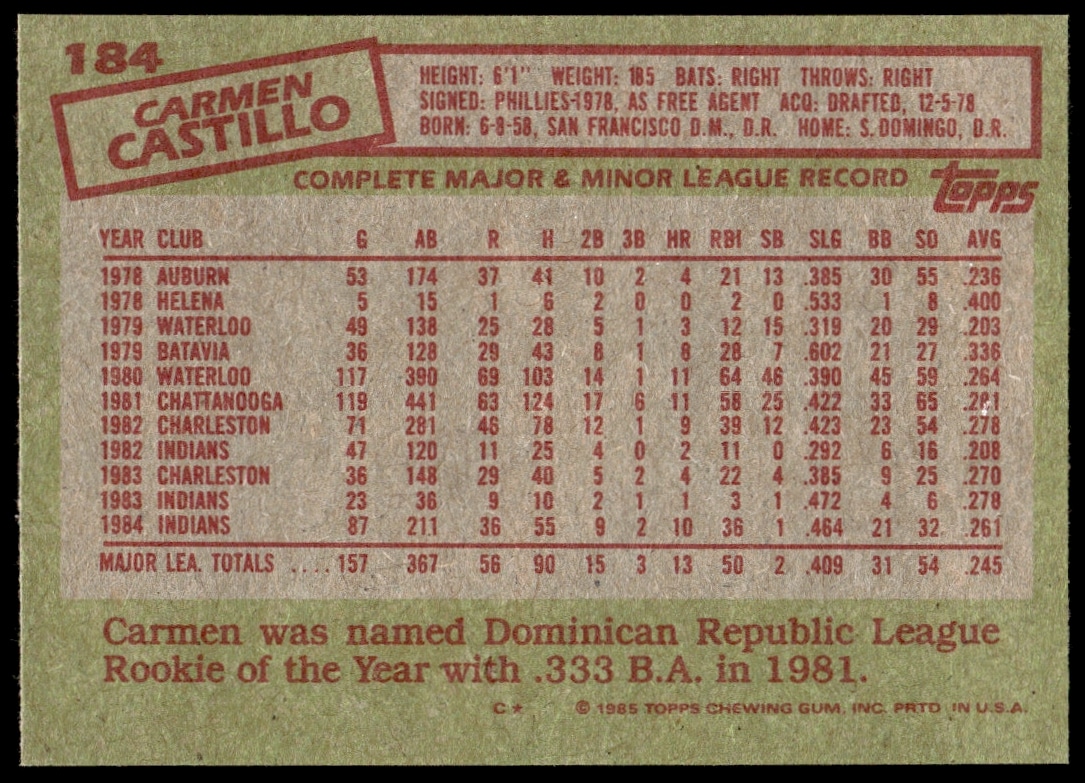 184
CARMEN
CASTILLO
HEIGHT: 6'1" WEIGHT: 185 BATS: RIGHT THROWS: RIGHT
SIGNED: PHILLIES-1978, AS FREE AGENT ACQ: DRAFTED, 12-5-78
BORN: 6-8-58, SAN FRANCISCO D.M., D.R. HOME: S. DOMINGO, D.R.
COMPLETE MAJOR & MINOR LEAGUE RECORD
topps
YEAR CLUB G AB R H 2B 3B HR RBI SB SLG BB SO AVG
1978 AUBURN 53 174 37 41 10 2 4 21 13 .385 30 55 .236
1978 HELENA 5 15 1 6 2 0 0 2 0 .533 1 8 .400
1979 WATERLOO 49 138 25 28 5 1 3 12 15 .319 20 29 .203
1979 BATAVIA 36 128 29 43 8 1 8 28 7 .602 21 27 .336
1980 WATERLOO 117 390 69 103 14 1 11 64 46 .390 45 59 .264
1981 CHATTANOOGA 119 441 63 124 17 6 11 58 25 .422 33 65 .281
1982 CHARLESTON 71 281 46 78 12 1 9 39 12 .423 23 54 .278
1982 INDIANS 47 120 11 25 4 0 2 11 0 .292 6 16 .208
1983 CHARLESTON 36 148 29 40 5 2 4 22 4 .385 9 25 .270
1983 INDIANS 23 36 9 10 2 1 1 3 1 .472 4 6 .278
1984 INDIANS 87 211 36 55 9 2 10 36 1 .464 21 32 .261
MAJOR LEA. TOTALS ....157 367 56 90 15 3 13 50 2 .409 31 54 .245
Carmen was named Dominican Republic League
Rookie of the Year with .333 B.A. in 1981.
C* © 1985 TOPPS CHEWING GUM, INC. PRTD IN U.S.A.